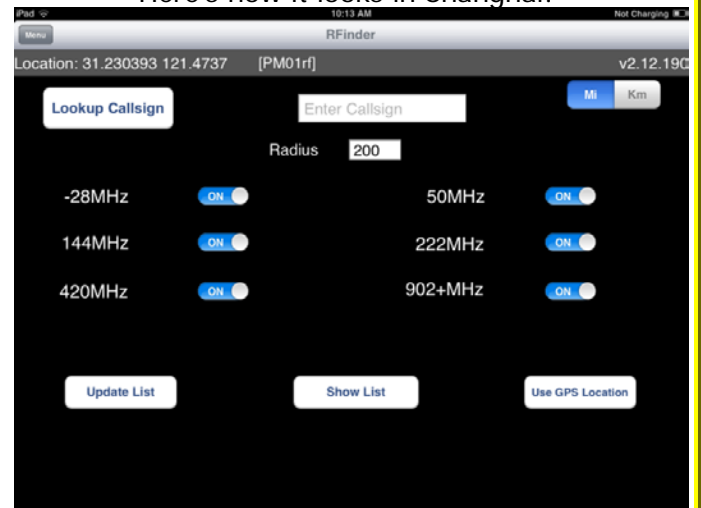 Here's how it looks in Shanghai:
iPad 10:13 AM Not Charging
Menu RFinder
Location: 31.230393 121.4737 [PM01rf] v2.12.19C
Lookup Callsign Enter Callsign Mi Km
Radius 200
-28MHz ON 50MHz ON
144MHz ON 222MHz ON
420MHz ON 902+MHz ON
Update List Show List Use GPS Location